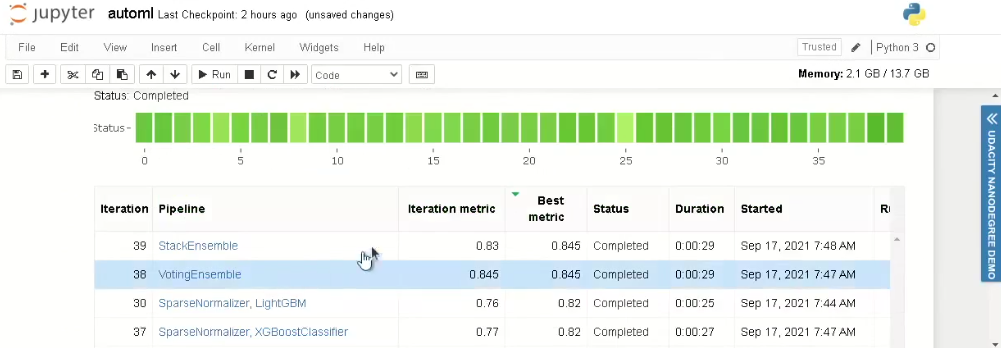 jupyter automl Last Checkpoint: 2 hours ago (unsaved changes)
File Edit View Insert Cell Kernel Widgets Help Trusted Python 3
Run Code Memory: 2.1 GB / 13.7 GB
Status: Completed
Status
0 5 10 15 20 25 30 35
Iteration Pipeline Iteration metric Best metric Status Duration Started
39 StackEnsemble 0.83 0.845 Completed 0:00:29 Sep 17, 2021 7:48 AM
38 VotingEnsemble 0.845 0.845 Completed 0:00:29 Sep 17, 2021 7:47 AM
30 SparseNormalizer, LightGBM 0.76 0.82 Completed 0:00:25 Sep 17, 2021 7:44 AM
37 SparseNormalizer, XGBoostClassifier 0.77 0.82 Completed 0:00:27 Sep 17, 2021 7:47 AM
UDACITY NANODEGREE DEMO